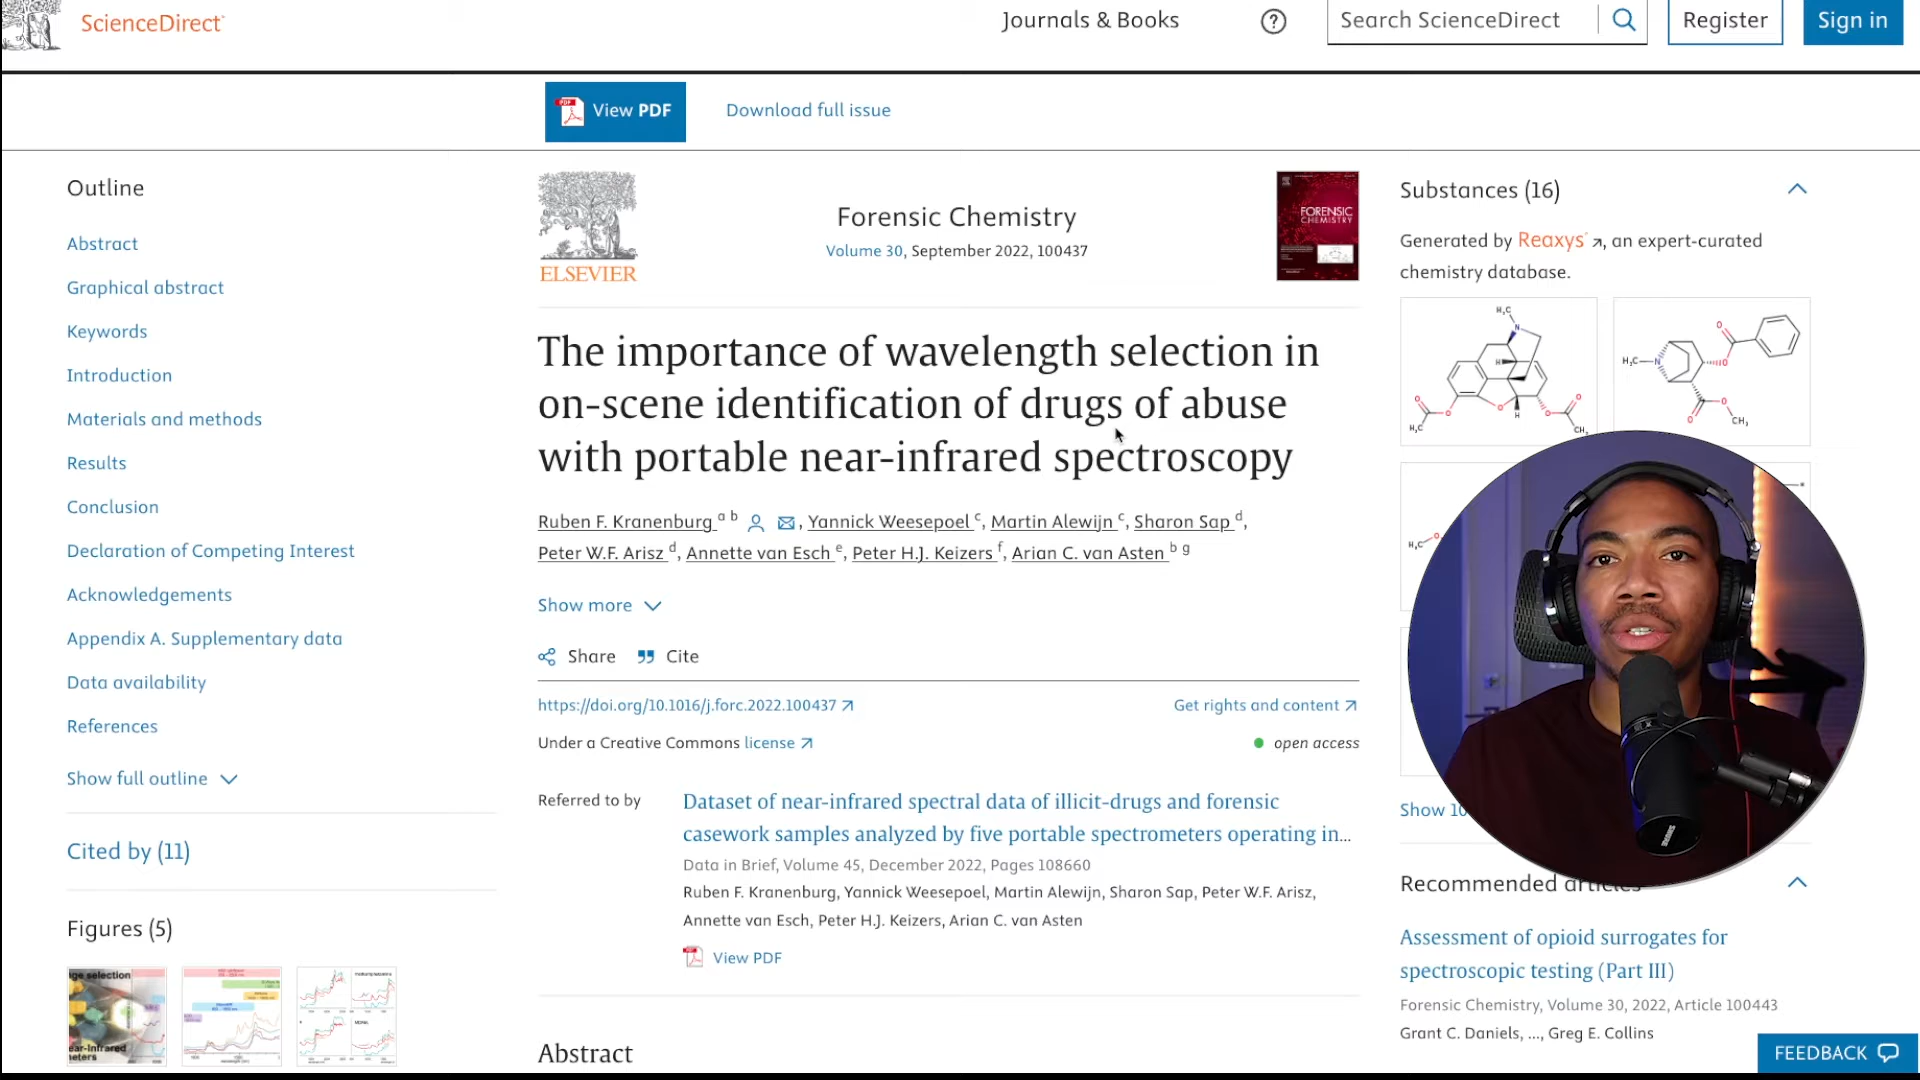 ScienceDirect
Journals & Books
Search ScienceDirect
Register
Sign in
View PDF
Download full issue
Outline
Abstract
Graphical abstract
Keywords
Introduction
Materials and methods
Results
Conclusion
Declaration of Competing Interest
Acknowledgements
Appendix A. Supplementary data
Data availability
References
Show full outline
Cited by (11)
Figures (5)
ELSEVIER
Forensic Chemistry
Volume 30, September 2022, 100437
FORENSIC
CHEMISTRY
The importance of wavelength selection in
on-scene identification of drugs of abuse
with portable near-infrared spectroscopy
Ruben F. Kranenburg a b, Yannick Weesepoel c, Martin Alewijn c, Sharon Sap d,
Peter W.F. Arisz d, Annette van Esch e, Peter H.J. Keizers f, Arian C. van Asten b g
Show more
Share Cite
https://doi.org/10.1016/j.forc.2022.100437
Get rights and content
Under a Creative Commons license
open access
Referred to by
Dataset of near-infrared spectral data of illicit-drugs and forensic
casework samples analyzed by five portable spectrometers operating in...
Data in Brief, Volume 45, December 2022, Pages 108660
Ruben F. Kranenburg, Yannick Weesepoel, Martin Alewijn, Sharon Sap, Peter W.F. Arisz,
Annette van Esch, Peter H.J. Keizers, Arian C. van Asten
View PDF
Abstract
Substances (16)
Generated by Reaxys, an expert-curated
chemistry database.
Show 10
Recommended articles
Assessment of opioid surrogates for
spectroscopic testing (Part III)
Forensic Chemistry, Volume 30, 2022, Article 100443
Grant C. Daniels, ..., Greg E. Collins
FEEDBACK